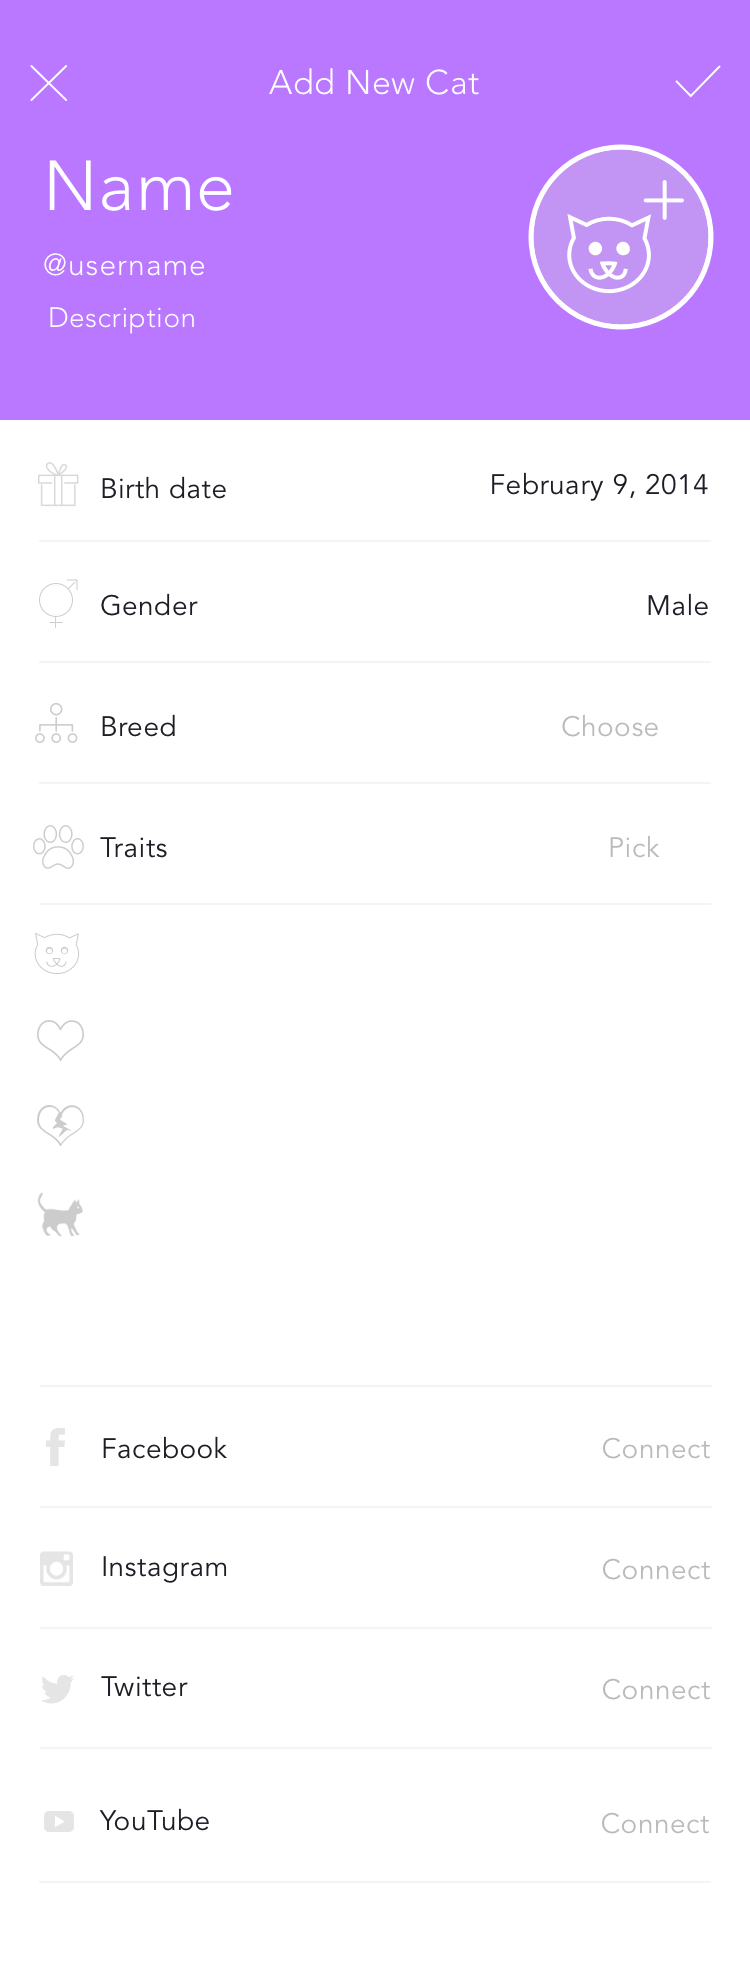 Add New Cat
Name
@username
Description
Birth date February 9, 2014
Gender Male
Breed Choose
Traits Pick
Facebook Connect
Instagram Connect
Twitter Connect
YouTube Connect